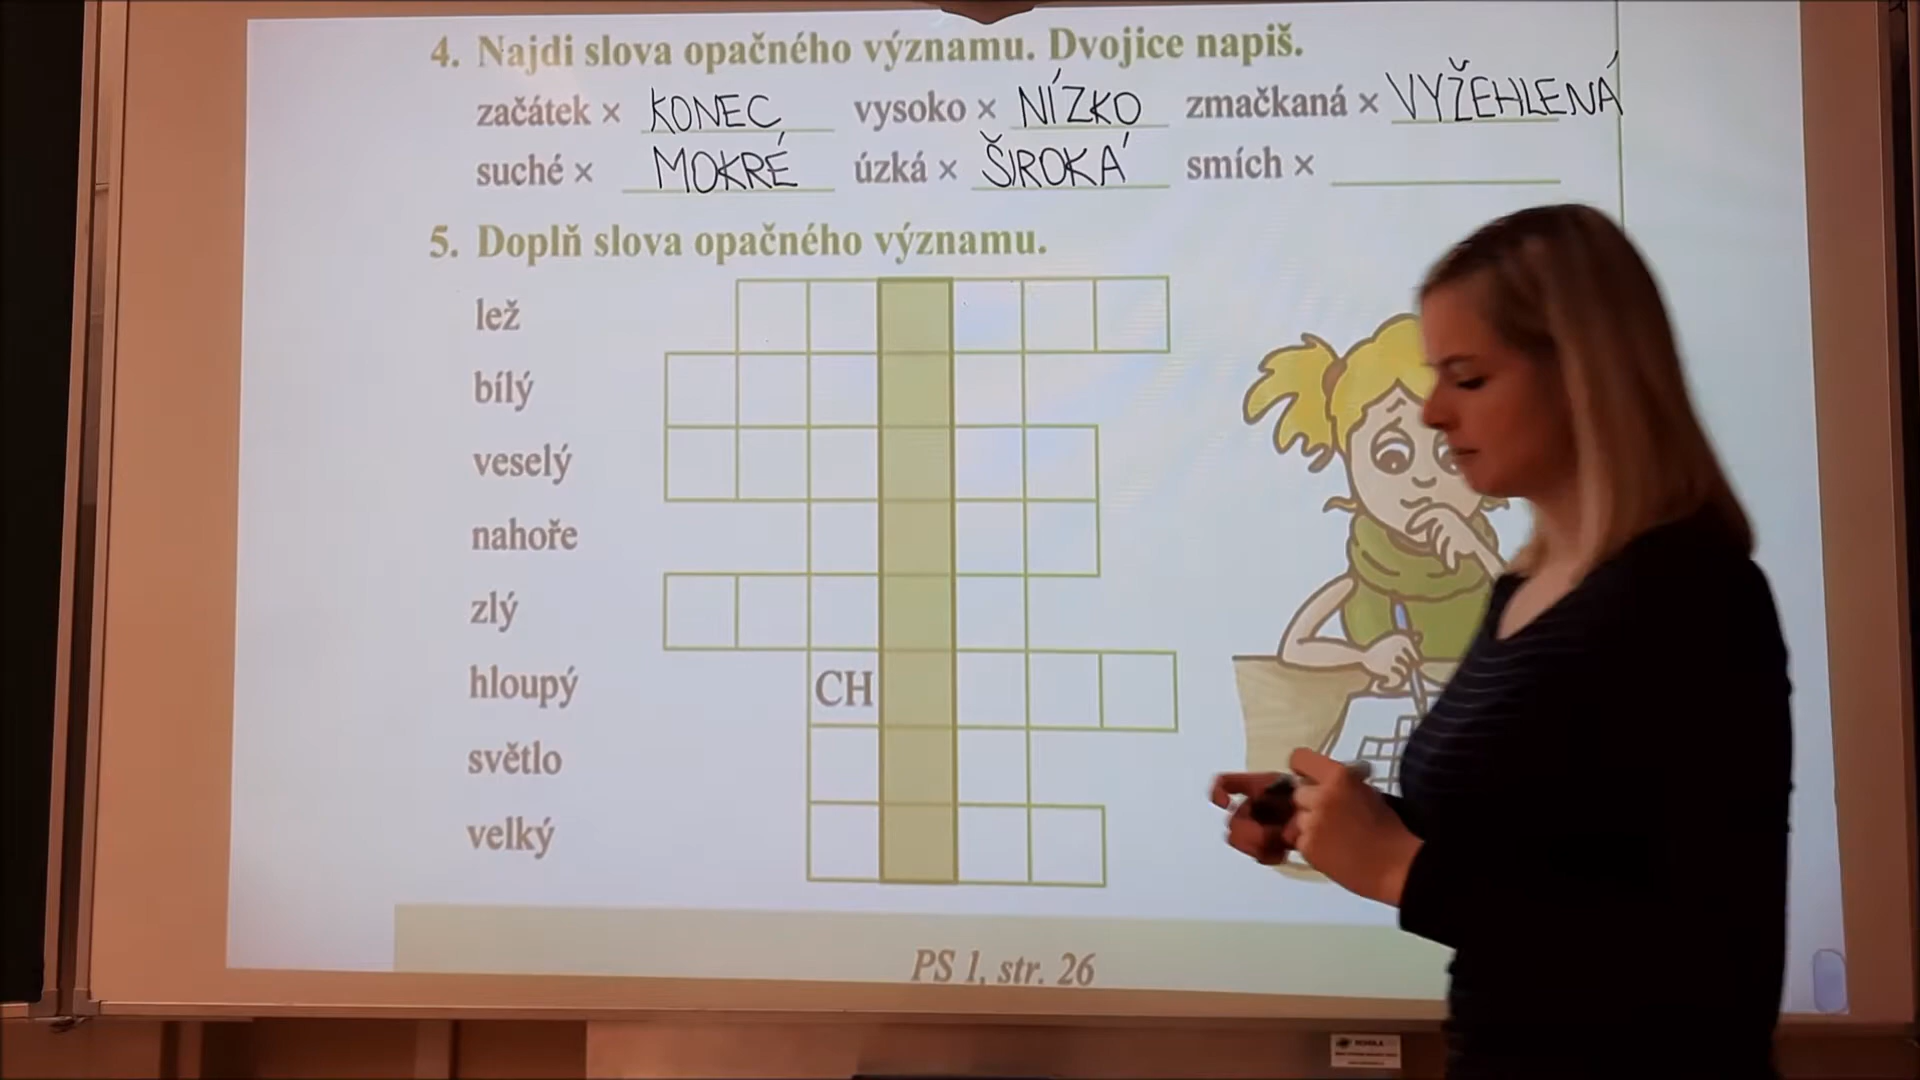 4. Najdi slova opačného významu. Dvojice napiš.
začátek × KONEC vysoko × NÍZKO zmačkaná × VYŽEHLENÁ
suché × MOKRÉ úzká × ŠIROKÁ smích ×
5. Doplň slova opačného významu.
lež
bílý
veselý
nahoře
zlý
hloupý CH
světlo
velký
PS 1, str. 26